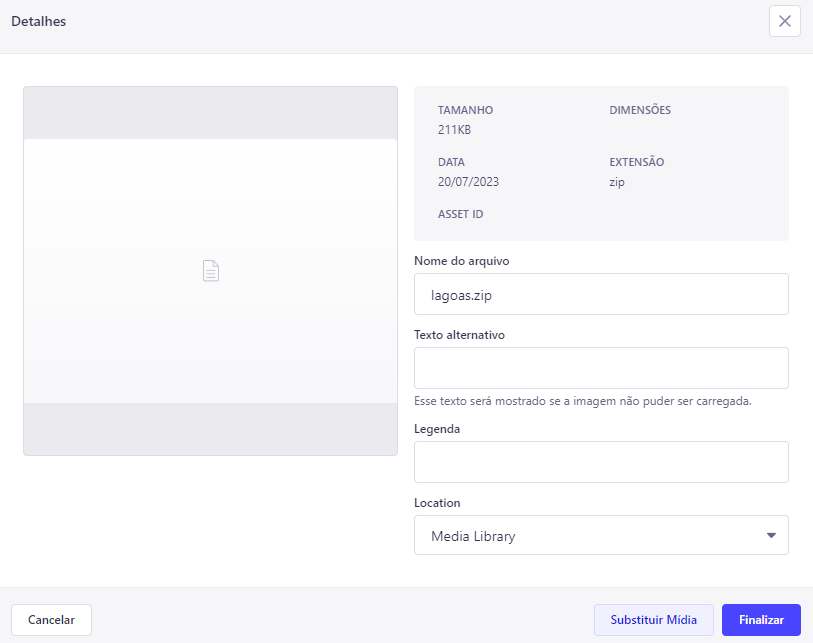 Detalhes
TAMANHO
211KB
DIMENSÕES
DATA
20/07/2023
EXTENSÃO
zip
ASSET ID
Nome do arquivo
lagoas.zip
Texto alternativo
Esse texto será mostrado se a imagem não puder ser carregada.
Legenda
Location
Media Library
Cancelar
Substituir Mídia
Finalizar